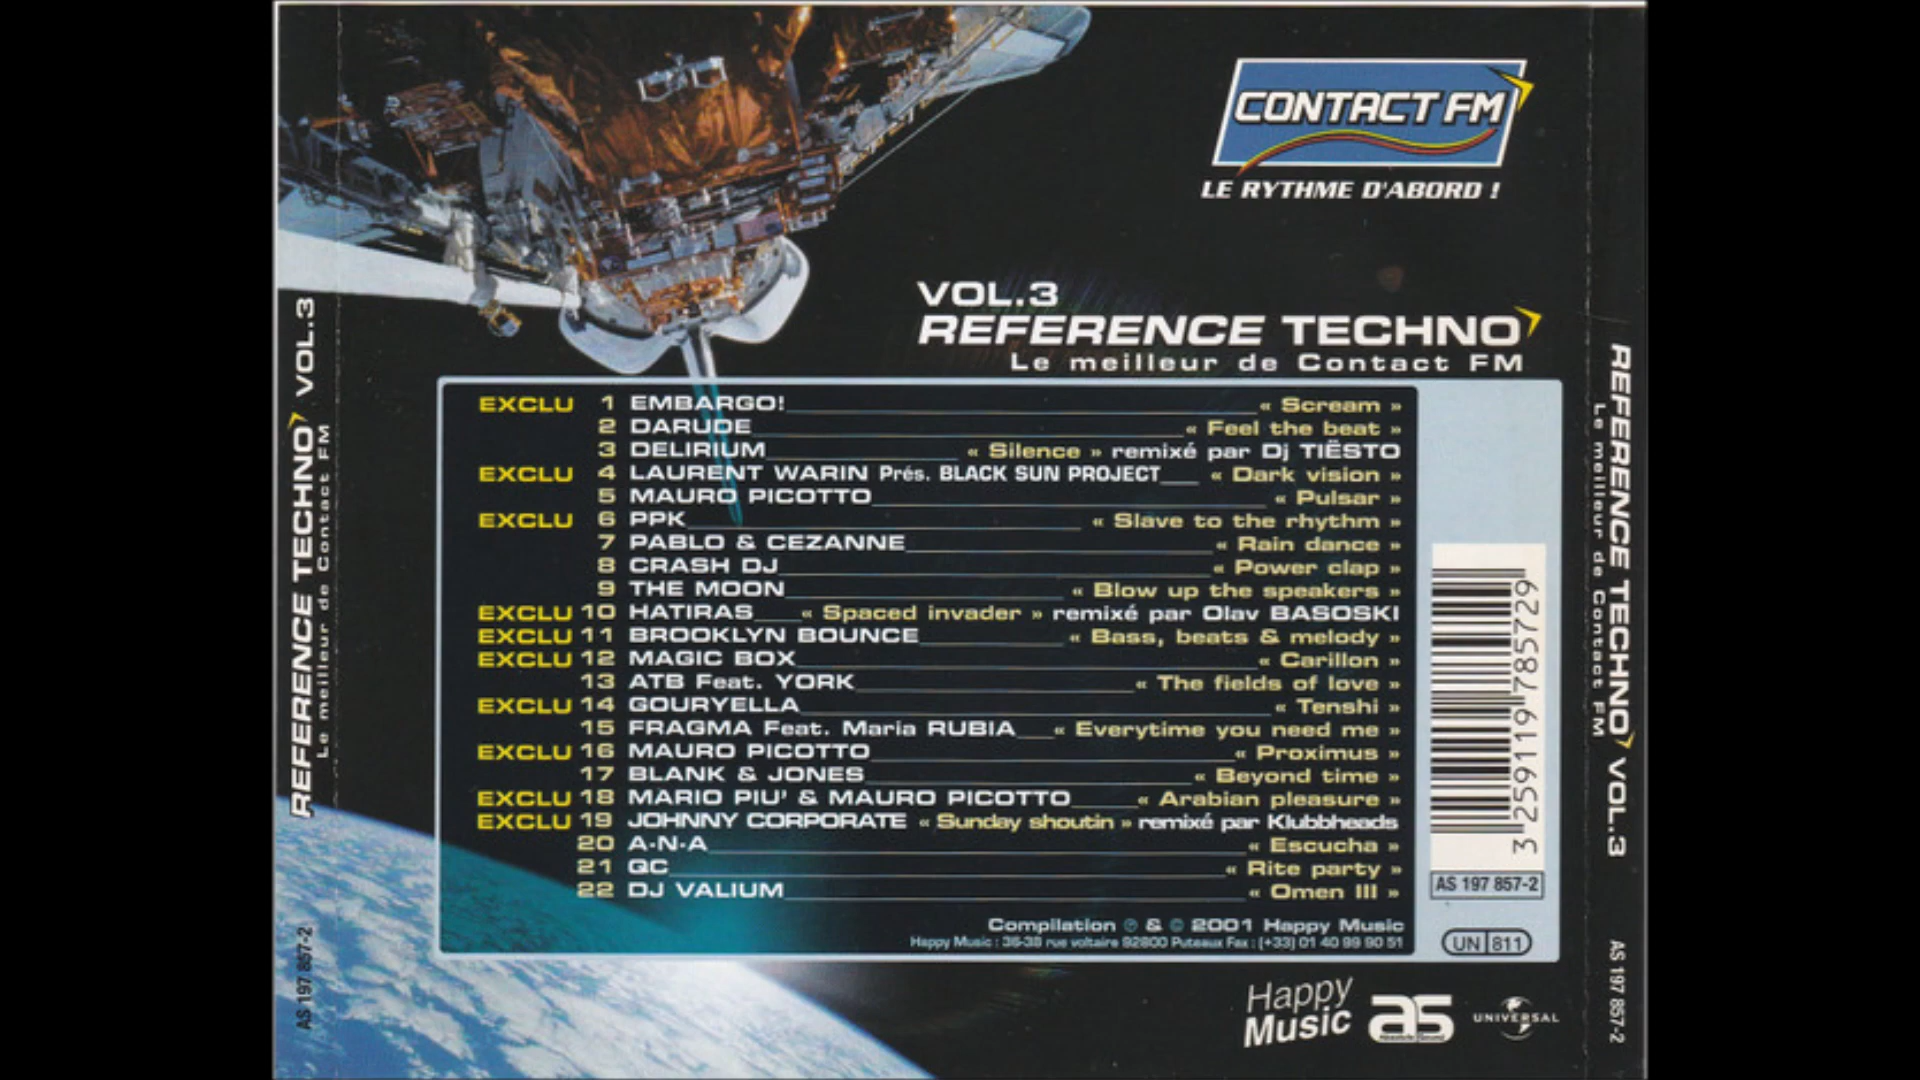 CONTACT FM
LE RYTHME D'ABORD !
VOL.3
REFERENCE TECHNO
Le meilleur de Contact FM
EXCLU 1 EMBARGO! « Scream »
2 DARUDE « Feel the beat »
3 DELIRIUM « Silence » remixé par Dj TIËSTO
EXCLU 4 LAURENT WARIN Prés. BLACK SUN PROJECT « Dark vision »
5 MAURO PICOTTO « Pulsar »
EXCLU 6 PPK « Slave to the rhythm »
7 PABLO & CEZANNE « Rain dance »
8 CRASH DJ « Power clap »
9 THE MOON « Blow up the speakers »
EXCLU 10 HATIRAS « Spaced invader » remixé par Olav BASOSKI
EXCLU 11 BROOKLYN BOUNCE « Bass, beats & melody »
EXCLU 12 MAGIC BOX « Carillon »
13 ATB Feat. YORK « The fields of love »
EXCLU 14 GOURYELLA « Tenshi »
15 FRAGMA Feat. Maria RUBIA « Everytime you need me »
EXCLU 16 MAURO PICOTTO « Proximus »
17 BLANK & JONES « Beyond time »
EXCLU 18 MARIO PIU' & MAURO PICOTTO « Arabian pleasure »
EXCLU 19 JOHNNY CORPORATE « Sunday shoutin » remixé par Klubbheads
20 A-N-A « Escucha »
21 QC « Rite party »
22 DJ VALIUM « Omen III »
Compilation ℗ & © 2001 Happy Music
Happy Music : 36-38 rue voltaire 92800 Puteaux Fax : (+33) 01 40 99 90 51
3 259119 785729
AS 197 857-2
UN 811
Happy
Music
as
Absolute Sound
UNIVERSAL
REFERENCE TECHNO VOL.3
Le meilleur de Contact FM
AS 197 857-2
REFERENCE TECHNO VOL.3
Le meilleur de Contact FM
AS 197 857-2